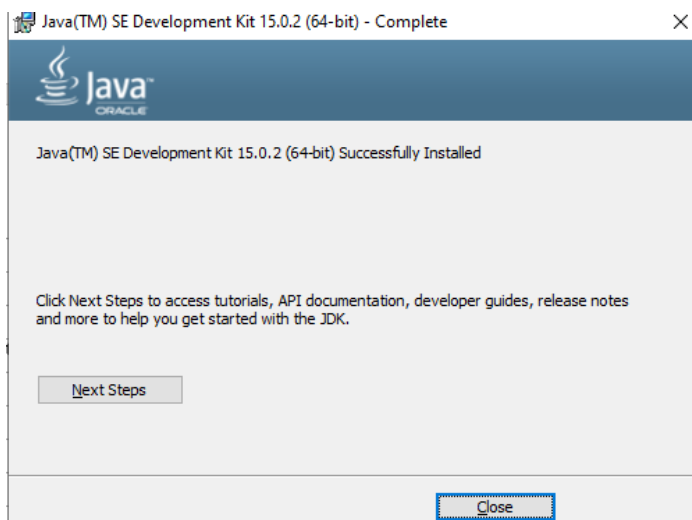 Java(TM) SE Development Kit 15.0.2 (64-bit) - Complete
Java™
ORACLE
Java(TM) SE Development Kit 15.0.2 (64-bit) Successfully Installed
Click Next Steps to access tutorials, API documentation, developer guides, release notes
and more to help you get started with the JDK.
Next Steps
Close